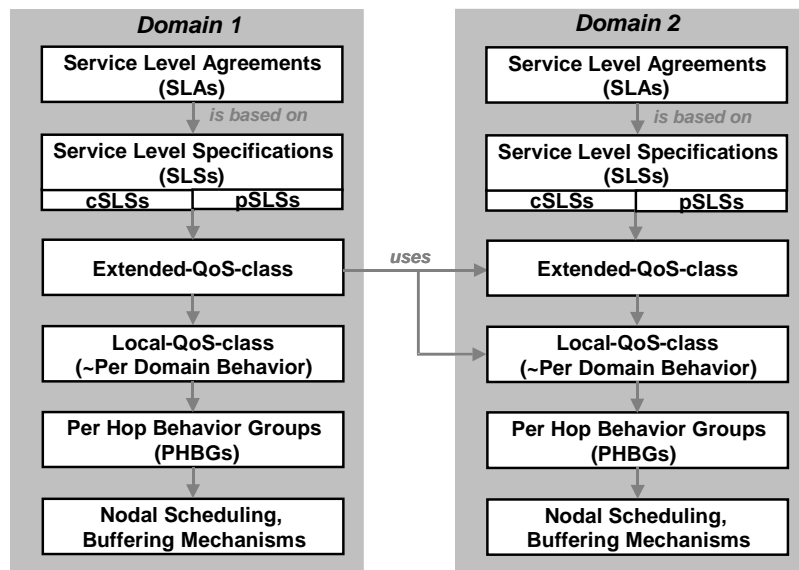 Domain 1
Service Level Agreements
(SLAs)
is based on
Service Level Specifications
(SLSs)
cSLSs pSLSs
Extended-QoS-class
Local-QoS-class
(~Per Domain Behavior)
Per Hop Behavior Groups
(PHBGs)
Nodal Scheduling,
Buffering Mechanisms
uses
Domain 2
Service Level Agreements
(SLAs)
is based on
Service Level Specifications
(SLSs)
cSLSs pSLSs
Extended-QoS-class
Local-QoS-class
(~Per Domain Behavior)
Per Hop Behavior Groups
(PHBGs)
Nodal Scheduling,
Buffering Mechanisms